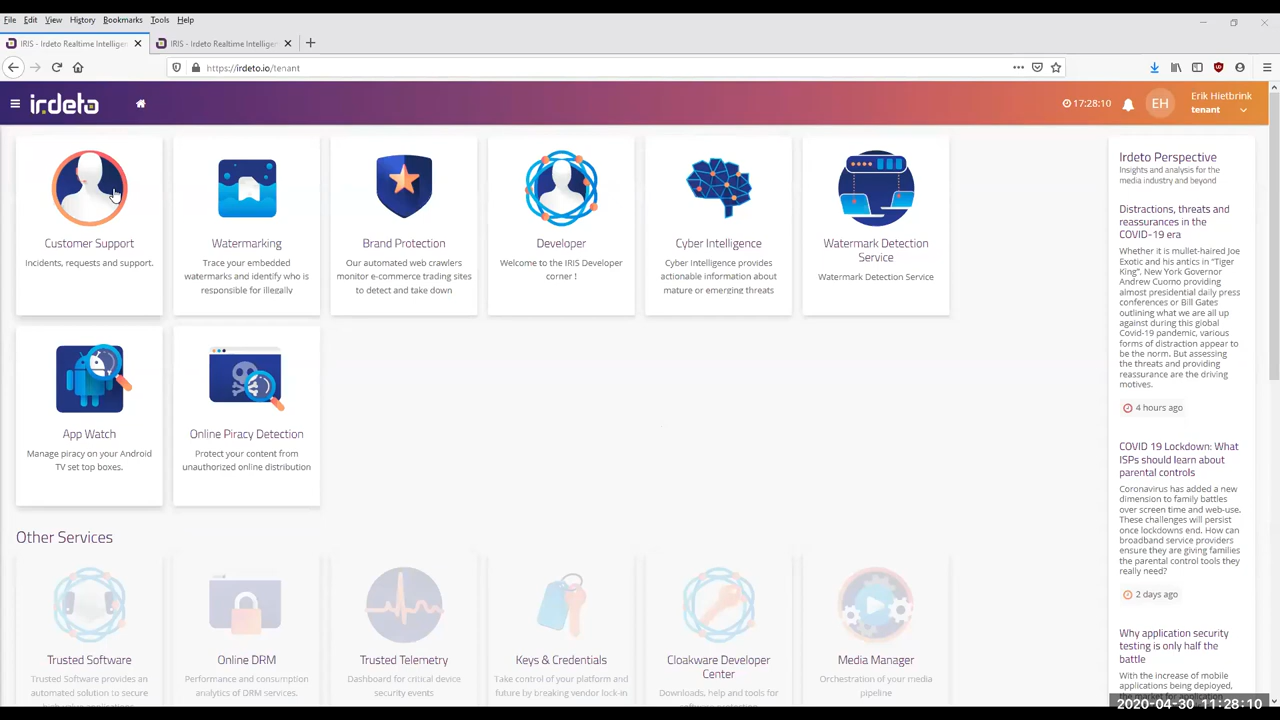 File Edit View History Bookmarks Tools Help
IRIS - Irdeto Realtime Intelligen
IRIS - Irdeto Realtime Intelligen
https://irdeto.io/tenant
irdeto
17:28:10
EH
Erik Hietbrink
tenant
Customer Support
Incidents, requests and support.
Watermarking
Trace your embedded
watermarks and identify who is
responsible for illegally
Brand Protection
Our automated web crawlers
monitor e-commerce trading sites
to detect and take down
Developer
Welcome to the IRIS Developer
corner !
Cyber Intelligence
Cyber Intelligence provides
actionable information about
mature or emerging threats
Watermark Detection
Service
Watermark Detection Service
App Watch
Manage piracy on your Android
TV set top boxes.
Online Piracy Detection
Protect your content from
unauthorized online distribution
Other Services
Trusted Software
Trusted Software provides an
automated solution to secure
Online DRM
Performance and consumption
analytics of DRM services.
Trusted Telemetry
Dashboard for critical device
security events
Keys & Credentials
Take control of your platform and
future by breaking vendor lock-in
Cloakware Developer
Center
Downloads, help and tools for
Media Manager
Orchestration of your media
pipeline
Irdeto Perspective
Insights and analysis for the
media industry and beyond
Distractions, threats and
reassurances in the
COVID-19 era
Whether it is mullet-haired Joe
Exotic and his antics in "Tiger
King", New York Governor
Andrew Cuomo providing
almost presidential daily press
conferences or Bill Gates
outlining what we are all up
against during this global
Covid-19 pandemic, various
forms of distraction appear to
be the norm. But assessing
the threats and providing
reassurance are the driving
motives.
4 hours ago
COVID 19 Lockdown: What
ISPs should learn about
parental controls
Coronavirus has added a new
dimension to family battles
over screen time and web-use.
These challenges will persist
once lockdowns end. How can
broadband service providers
ensure they are giving families
the parental control tools they
really need?
2 days ago
Why application security
testing is only half the
battle
With the increase of mobile
applications being deployed,
2020-04-30 11:28:10